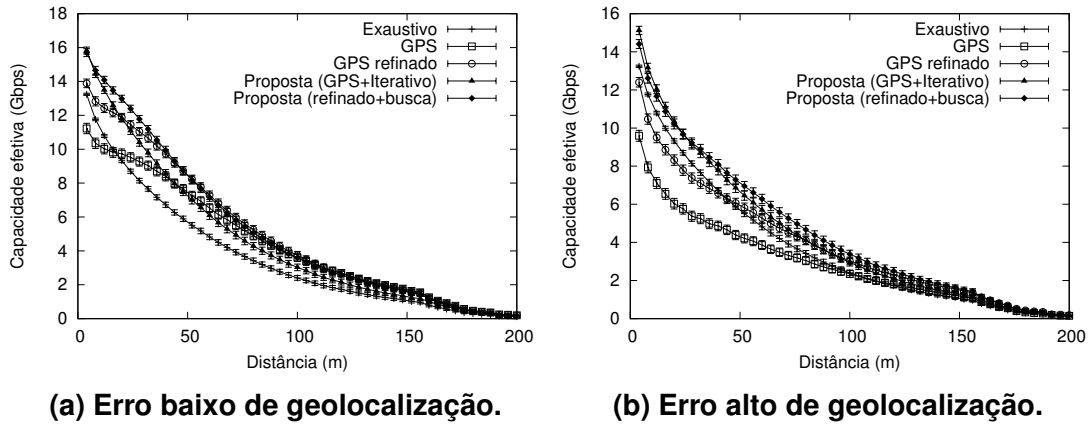 18
16
14
12
10
8
6
4
2
0
0
50
100
150
200
Capacidade efetiva (Gbps)
Distância (m)
Exaustivo
GPS
GPS refinado
Proposta (GPS+Iterativo)
Proposta (refinado+busca)
(a) Erro baixo de geolocalização.
16
14
12
10
8
6
4
2
0
0
50
100
150
200
Capacidade efetiva (Gbps)
Distância (m)
Exaustivo
GPS
GPS refinado
Proposta (GPS+Iterativo)
Proposta (refinado+busca)
(b) Erro alto de geolocalização.